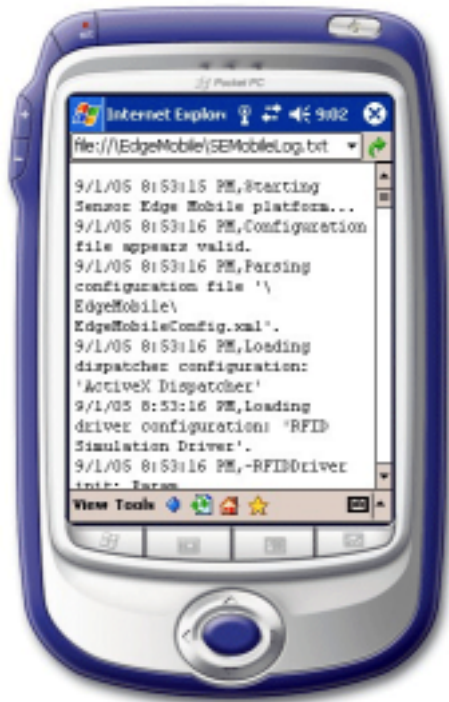 Pocket PC
Internet Explor 9:02
file://\EdgeMobile\SEMobileLog.txt
9/1/05 8:53:15 PM,Starting
Sensor Edge Mobile platform...
9/1/05 8:53:16 PM,Configuration
file appears valid.
9/1/05 8:53:16 PM,Parsing
configuration file '\
EdgeMobile\
EdgeMobileConfig.xml'.
9/1/05 8:53:16 PM,Loading
dispatcher configuration:
'ActiveX Dispatcher'
9/1/05 8:53:16 PM,Loading
driver configuration: 'RFID
Simulation Driver'.
9/1/05 8:53:16 PM,-RFIDDriver
init: Param
View Tools